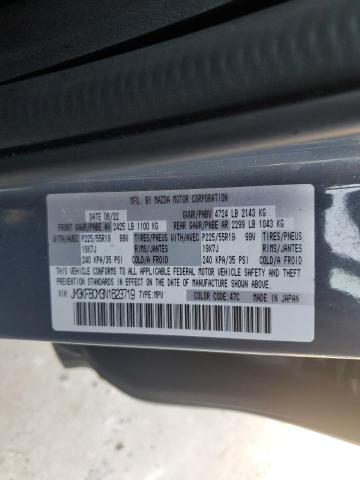 MFG. BY MAZDA MOTOR CORPORATION
DATE 06/22 GVWR/PNBV 4724 LB 2143 KG
FRONT GAWR/PNBE AV 2425 LB 1100 KG REAR GAWR/PNBE AR 2299 LB 1043 KG
WITH/AVEC P225/55R19 99V TIRES/PNEUS WITH/AVEC P225/55R19 99V TIRES/PNEUS
19X7J RIMS/JANTES 19X7J RIMS/JANTES
240 KPA/35 PSI COLD/A FROID 240 KPA/35 PSI COLD/A FROID
THIS VEHICLE CONFORMS TO ALL APPLICABLE FEDERAL MOTOR VEHICLE SAFETY, BUMPER, AND THEFT PREVENTION STANDARDS IN EFFECT ON THE DATE OF MANUFACTURE SHOWN ABOVE.
VIN: TYPE:MPV COLOR CODE:47C MADE IN JAPAN